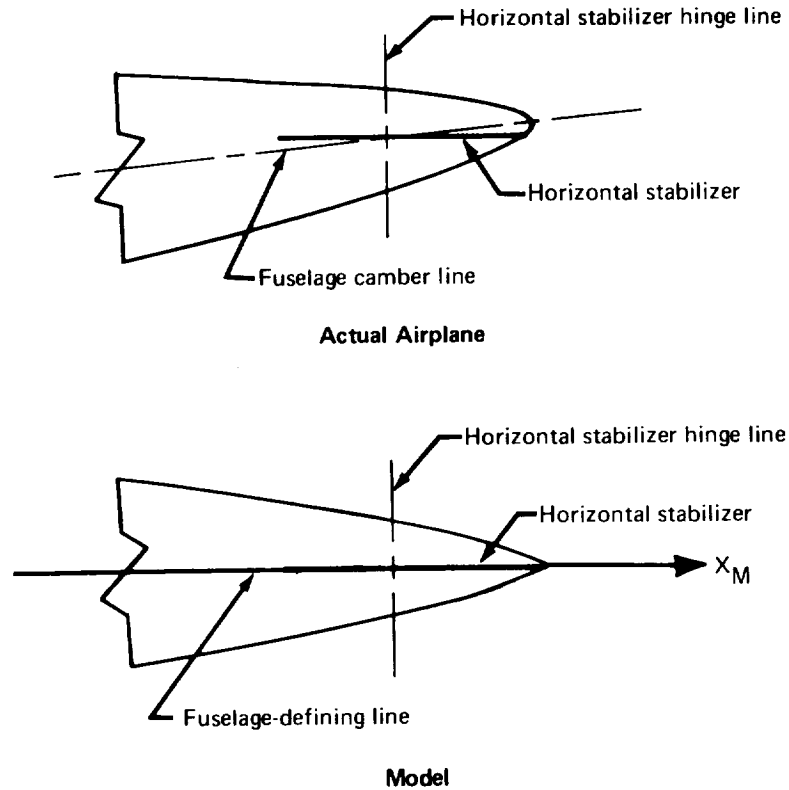 Horizontal stabilizer hinge line
Horizontal stabilizer
Fuselage camber line
Actual Airplane
Horizontal stabilizer hinge line
Horizontal stabilizer
XM
Fuselage-defining line
Model